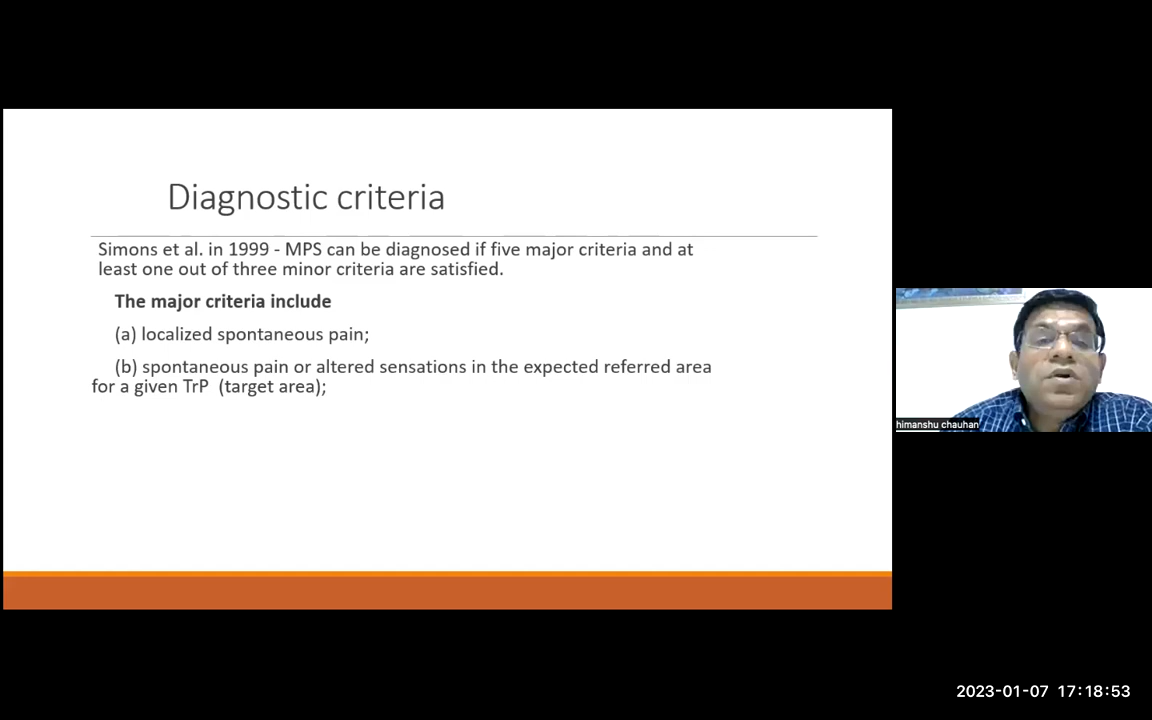 Diagnostic criteria
Simons et al. in 1999 - MPS can be diagnosed if five major criteria and at
least one out of three minor criteria are satisfied.
The major criteria include
(a) localized spontaneous pain;
(b) spontaneous pain or altered sensations in the expected referred area
for a given TrP (target area);
himanshu chauhan
2023-01-07 17:18:53